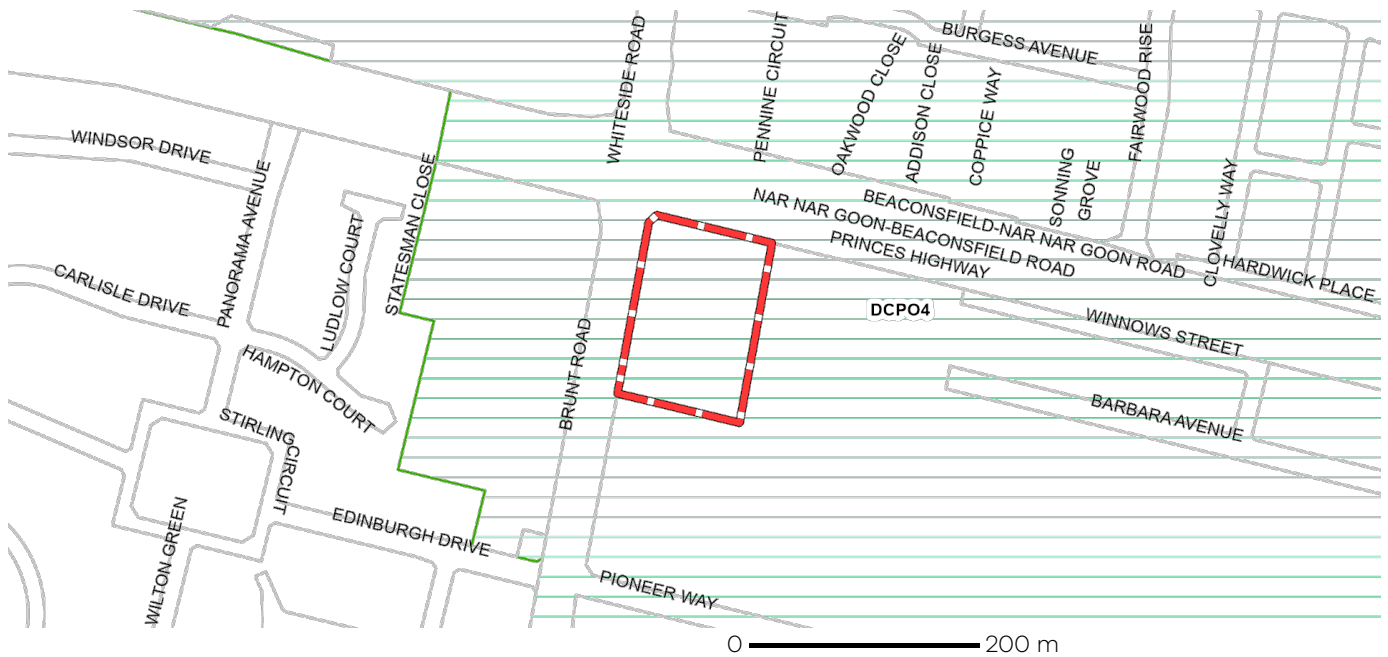 BURGESS AVENUE
WHITESIDE ROAD
PENNINE CIRCUIT
OAKWOOD CLOSE
ADDISON CLOSE
COPPICE WAY
FAIRWOOD RISE
WINDSOR DRIVE
PANORAMA AVENUE
STATESMAN CLOSE
SONNING
GROVE
CLOVELLY WAY
LUDLOW COURT
BEACONSFIELD-NAR NAR GOON ROAD
NAR NAR GOON-BEACONSFIELD ROAD
PRINCES HIGHWAY
HARDWICK PLACE
CARLISLE DRIVE
DCPO4
WINNOWS STREET
HAMPTON COURT
BRUNT ROAD
BARBARA AVENUE
STIRLING
CIRCUIT
EDINBURGH DRIVE
WILTON GREEN
PIONEER WAY
0 200 m